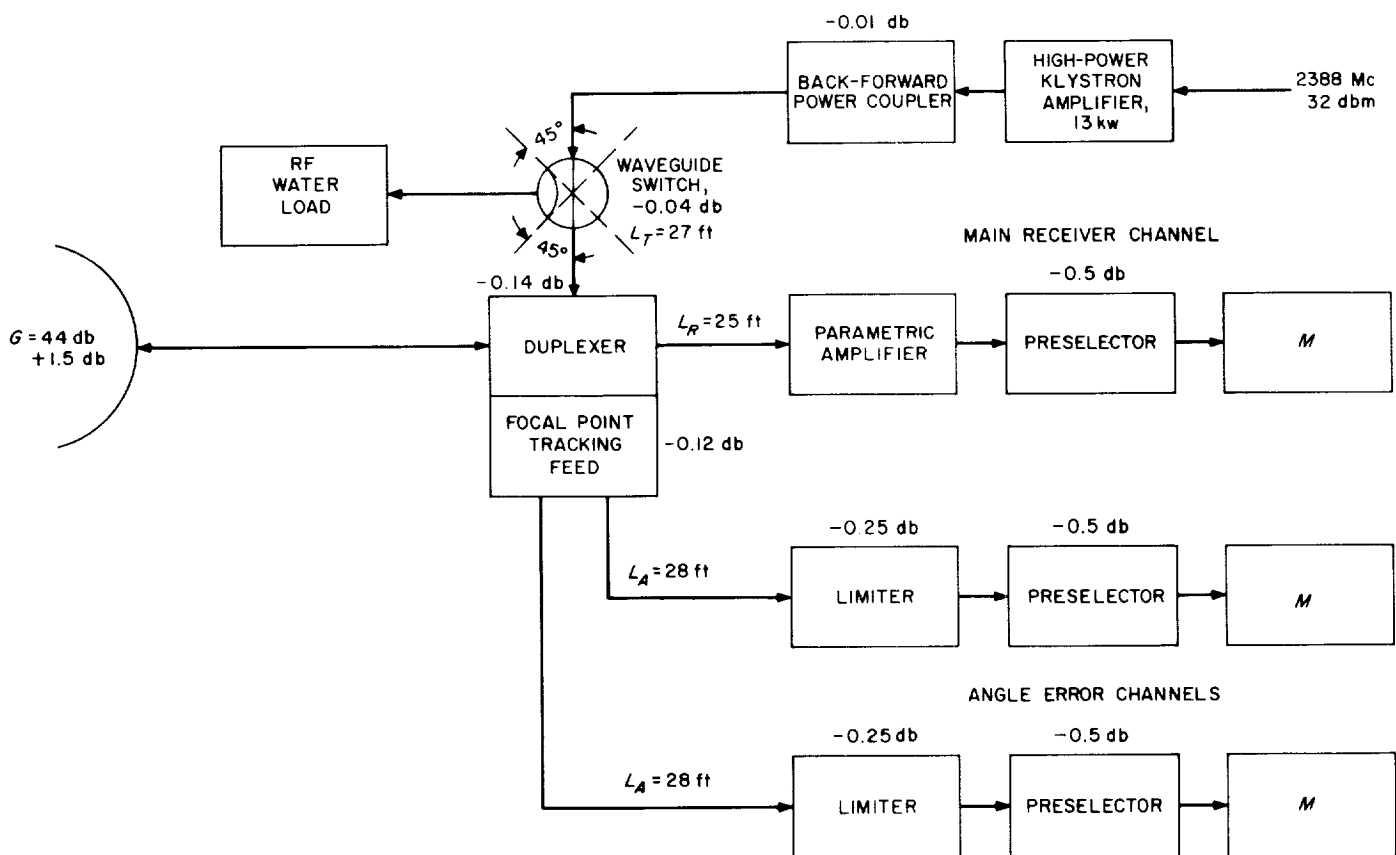 -0.01 db
BACK-FORWARD
POWER COUPLER
HIGH-POWER
KLYSTRON
AMPLIFIER,
13 kw
2388 Mc
32 dbm
45°
RF
WATER
LOAD
WAVEGUIDE
SWITCH,
-0.04 db
L_T = 27 ft
45°
MAIN RECEIVER CHANNEL
-0.14 db
-0.5 db
G = 44 db
+1.5 db
DUPLEXER
L_R = 25 ft
PARAMETRIC
AMPLIFIER
PRESELECTOR
M
FOCAL POINT
TRACKING
FEED
-0.12 db
-0.25 db
-0.5 db
L_A = 28 ft
LIMITER
PRESELECTOR
M
ANGLE ERROR CHANNELS
-0.25 db
-0.5 db
L_A = 28 ft
LIMITER
PRESELECTOR
M